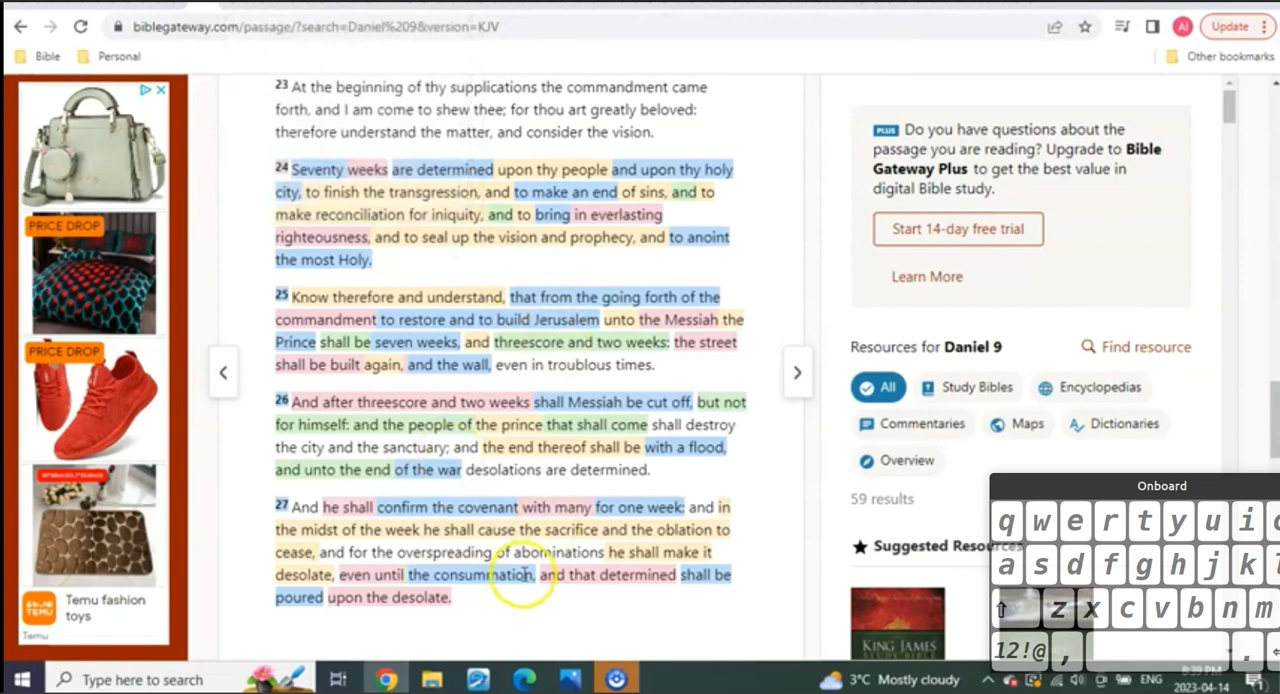 biblegateway.com/passage/?search=Daniel%209&version=KJV
AI
Update
Bible
Personal
Other bookmarks
23 At the beginning of thy supplications the commandment came
forth, and I am come to shew thee; for thou art greatly beloved:
therefore understand the matter, and consider the vision.
24 Seventy weeks are determined upon thy people and upon thy holy
city, to finish the transgression, and to make an end of sins, and to
make reconciliation for iniquity, and to bring in everlasting
righteousness, and to seal up the vision and prophecy, and to anoint
the most Holy.
25 Know therefore and understand, that from the going forth of the
commandment to restore and to build Jerusalem unto the Messiah the
Prince shall be seven weeks, and threescore and two weeks: the street
shall be built again, and the wall, even in troublous times.
26 And after threescore and two weeks shall Messiah be cut off, but not
for himself: and the people of the prince that shall come shall destroy
the city and the sanctuary; and the end thereof shall be with a flood,
and unto the end of the war desolations are determined.
27 And he shall confirm the covenant with many for one week: and in
the midst of the week he shall cause the sacrifice and the oblation to
cease, and for the overspreading of abominations he shall make it
desolate, even until the consummation, and that determined shall be
poured upon the desolate.
PRICE DROP
PRICE DROP
TEMU
Temu fashion
toys
Temu
PLUS Do you have questions about the
passage you are reading? Upgrade to Bible
Gateway Plus to get the best value in
digital Bible study.
Start 14-day free trial
Learn More
Resources for Daniel 9
Find resource
All
Study Bibles
Encyclopedias
Commentaries
Maps
Dictionaries
Overview
59 results
Suggested Resources
KING JAMES
Onboard
q w e r t y u i
a s d f g h j k
z x c v b n m
12!@ , .
Type here to search
3°C Mostly cloudy
ENG
8:39 PM
2023-04-14